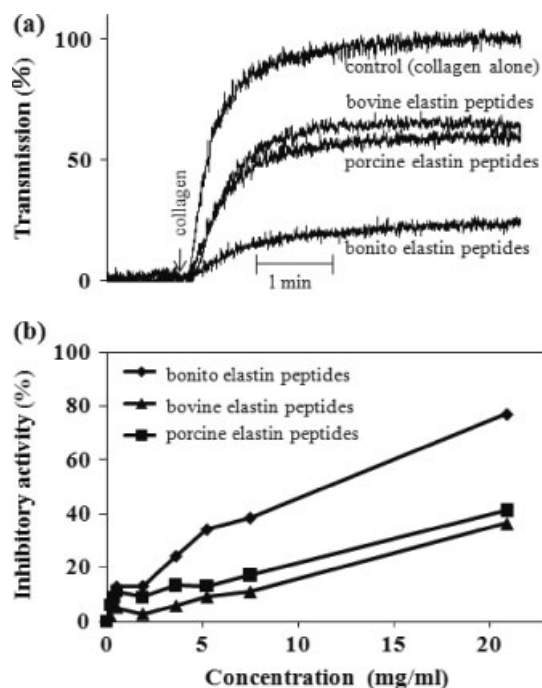 (a)
Transmission (%)
100
50
0
collagen
control (collagen alone)
bovine elastin peptides
porcine elastin peptides
bonito elastin peptides
1 min
(b)
Inhibitory activity (%)
100
80
60
40
20
0
bonito elastin peptides
bovine elastin peptides
porcine elastin peptides
0 5 10 15 20
Concentration (mg/ml)